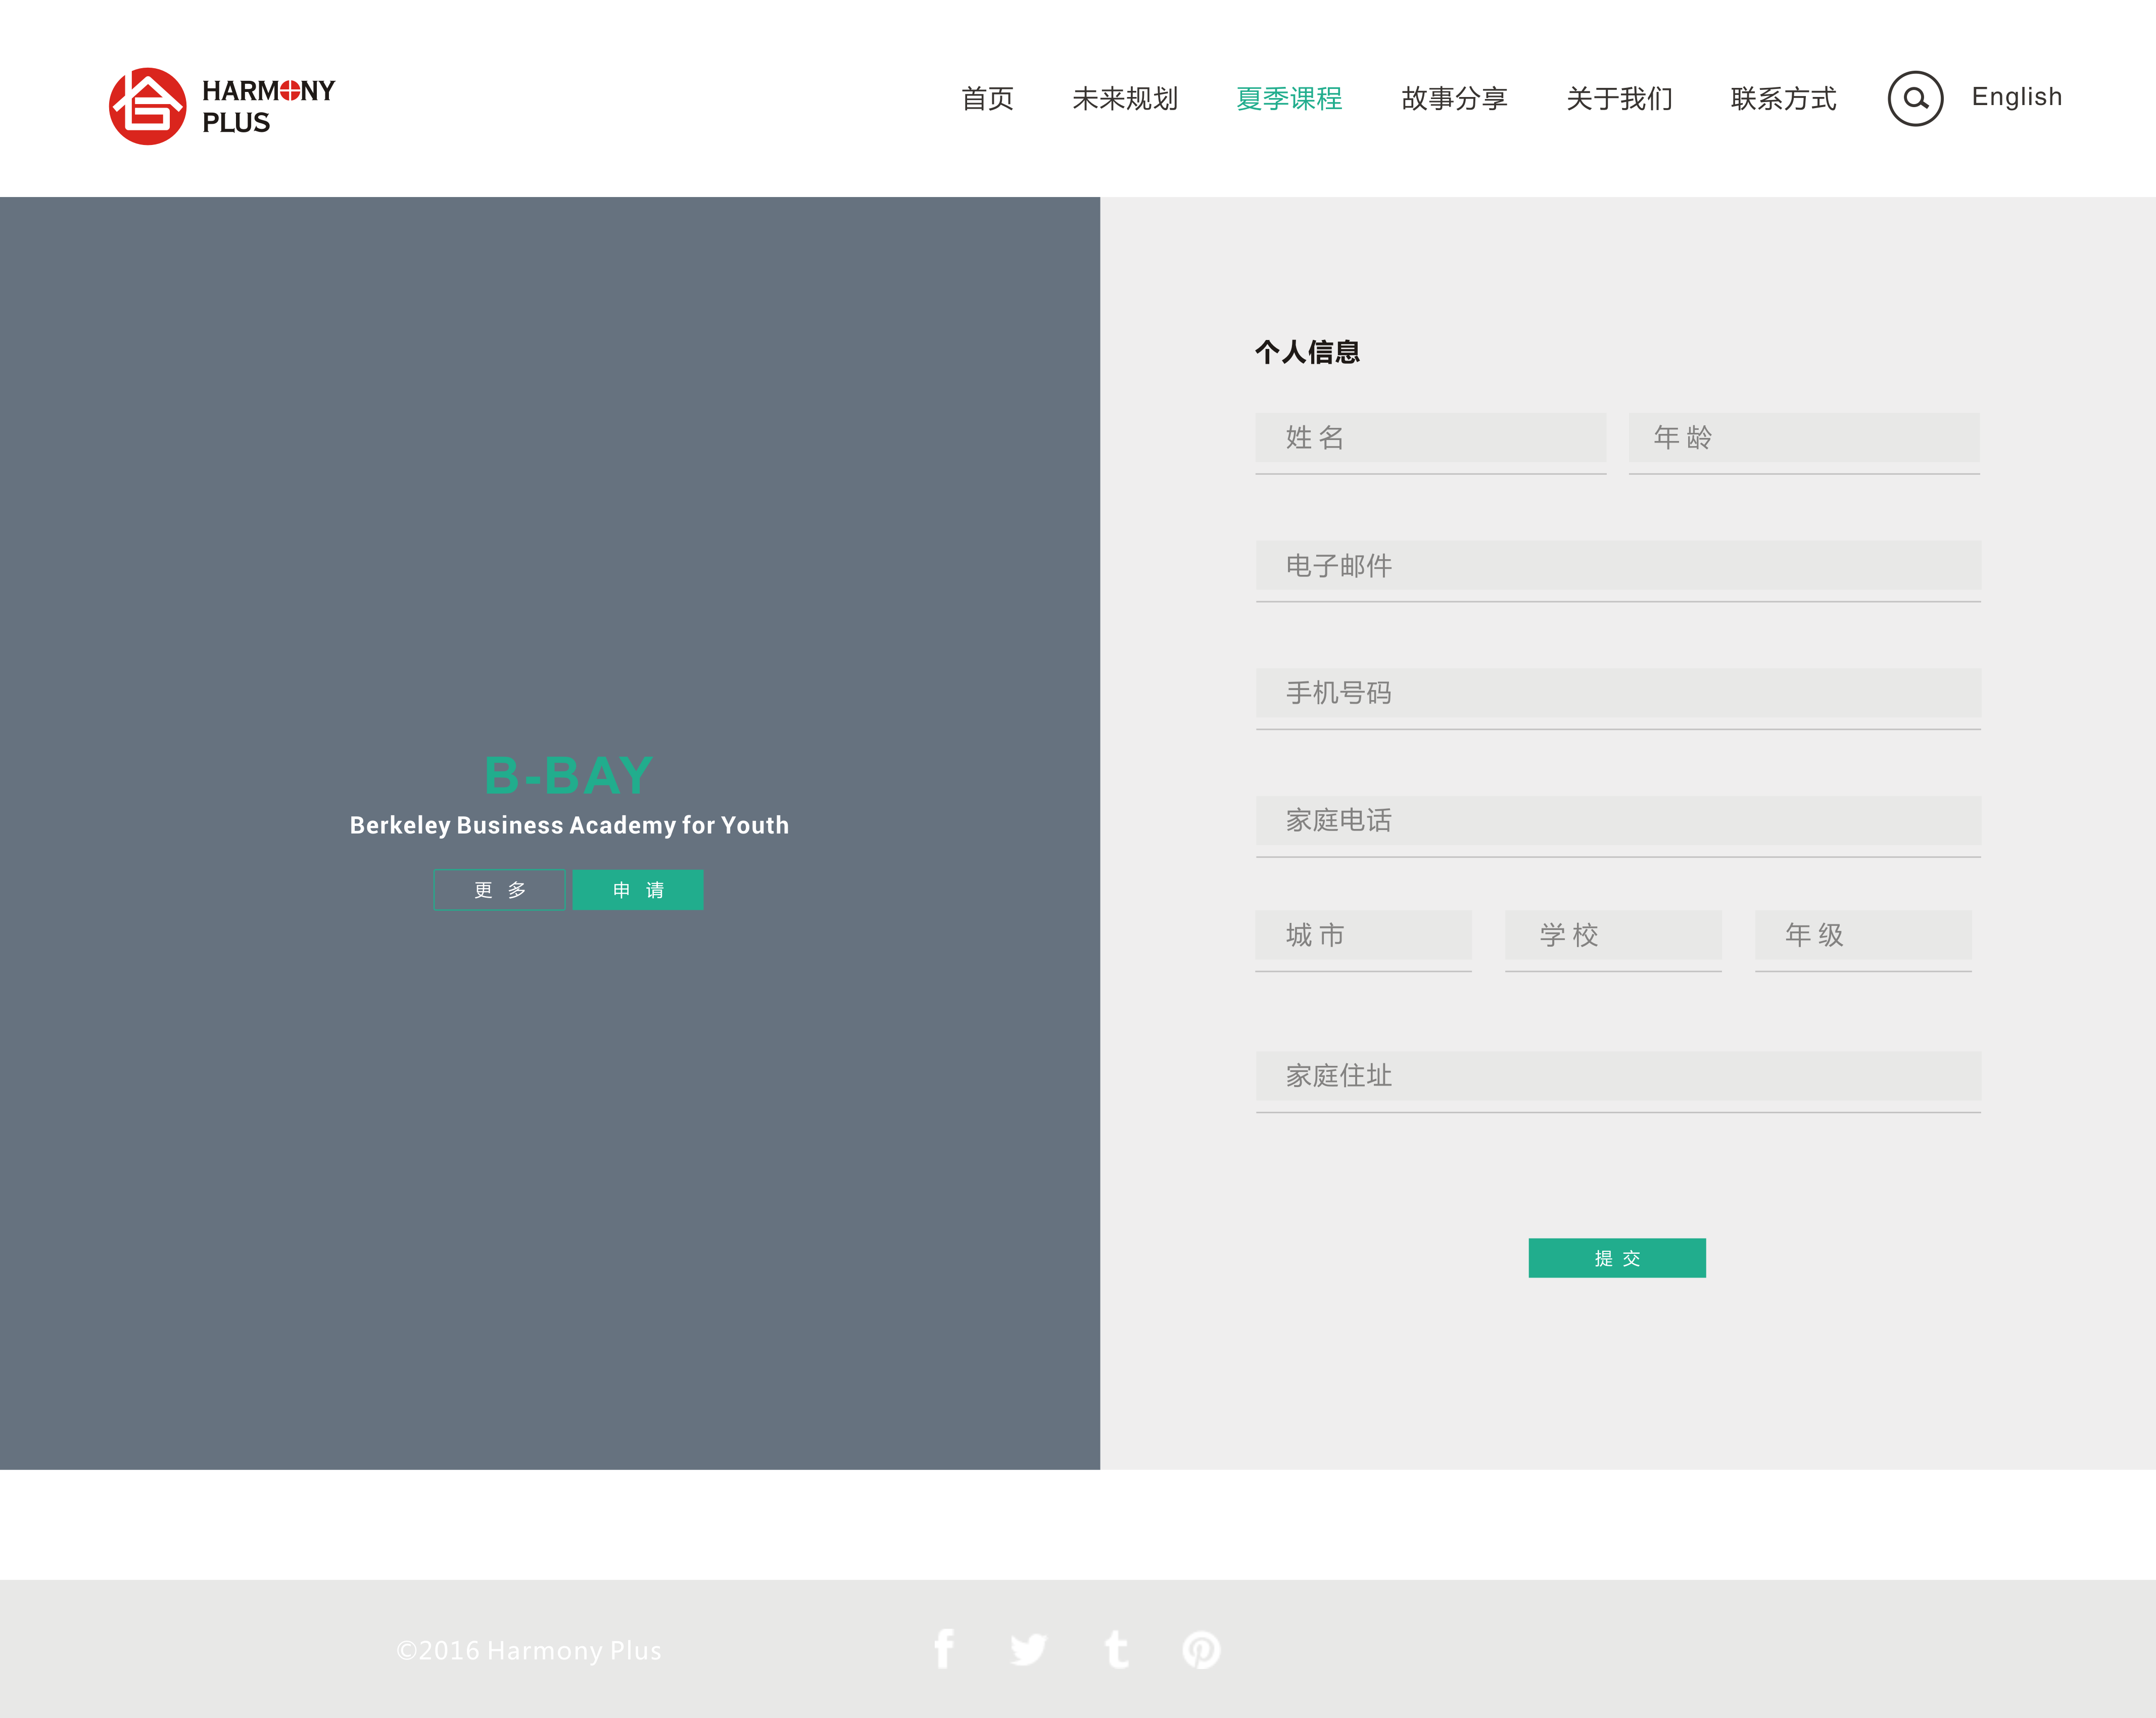 HARMONY
PLUS
首页 未来规划 夏季课程 故事分享 关于我们 联系方式 English
B-BAY
Berkeley Business Academy for Youth
更 多 申 请
个人信息
姓 名 年 龄
电子邮件
手机号码
家庭电话
城 市 学 校 年 级
家庭住址
提 交
©2016 Harmony Plus